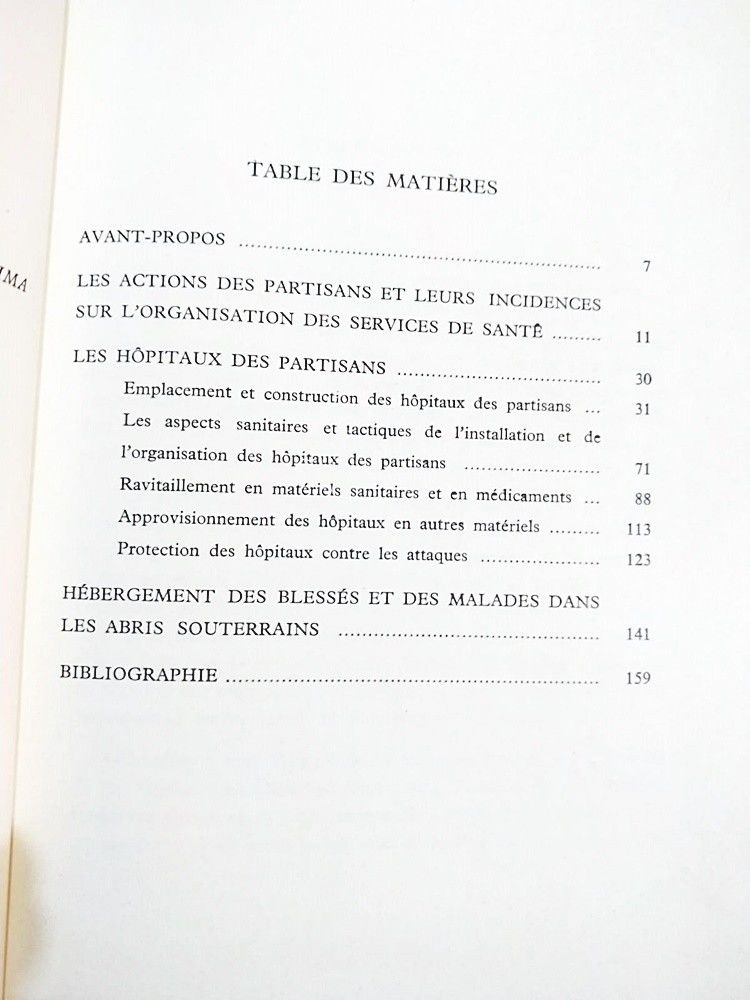 IMA
TABLE DES MATIÈRES
AVANT-PROPOS ........ 7
LES ACTIONS DES PARTISANS ET LEURS INCIDENCES
SUR L'ORGANISATION DES SERVICES DE SANTÊ ......... 11
LES HÔPITAUX DES PARTISANS ........ 30
Emplacement et construction des hôpitaux des partisans ... 31
Les aspects sanitaires et tactiques de l'installation et de
l'organisation des hôpitaux des partisans ........ 71
Ravitaillement en matériels sanitaires et en médicaments ... 88
Approvisionnement des hôpitaux en autres matériels ......... 113
Protection des hôpitaux contre les attaques ........ 123
HÉBERGEMENT DES BLESSÉS ET DES MALADES DANS
LES ABRIS SOUTERRAINS ........ 141
BIBLIOGRAPHIE ........ 159